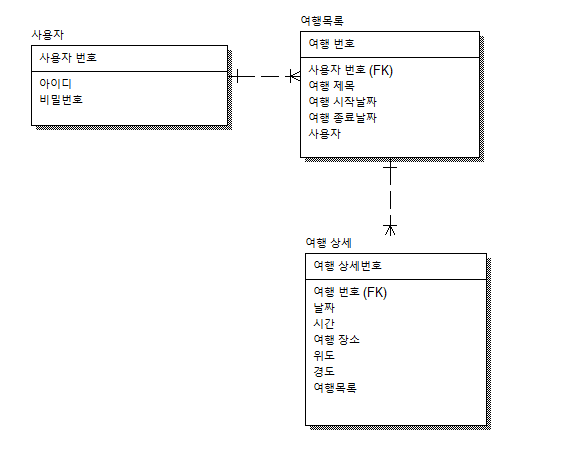 사용자
사용자 번호
아이디
비밀번호
여행목록
여행 번호
사용자 번호 (FK)
여행 제목
여행 시작날짜
여행 종료날짜
사용자
여행 상세
여행 상세번호
여행 번호 (FK)
날짜
시간
여행 장소
위도
경도
여행목록